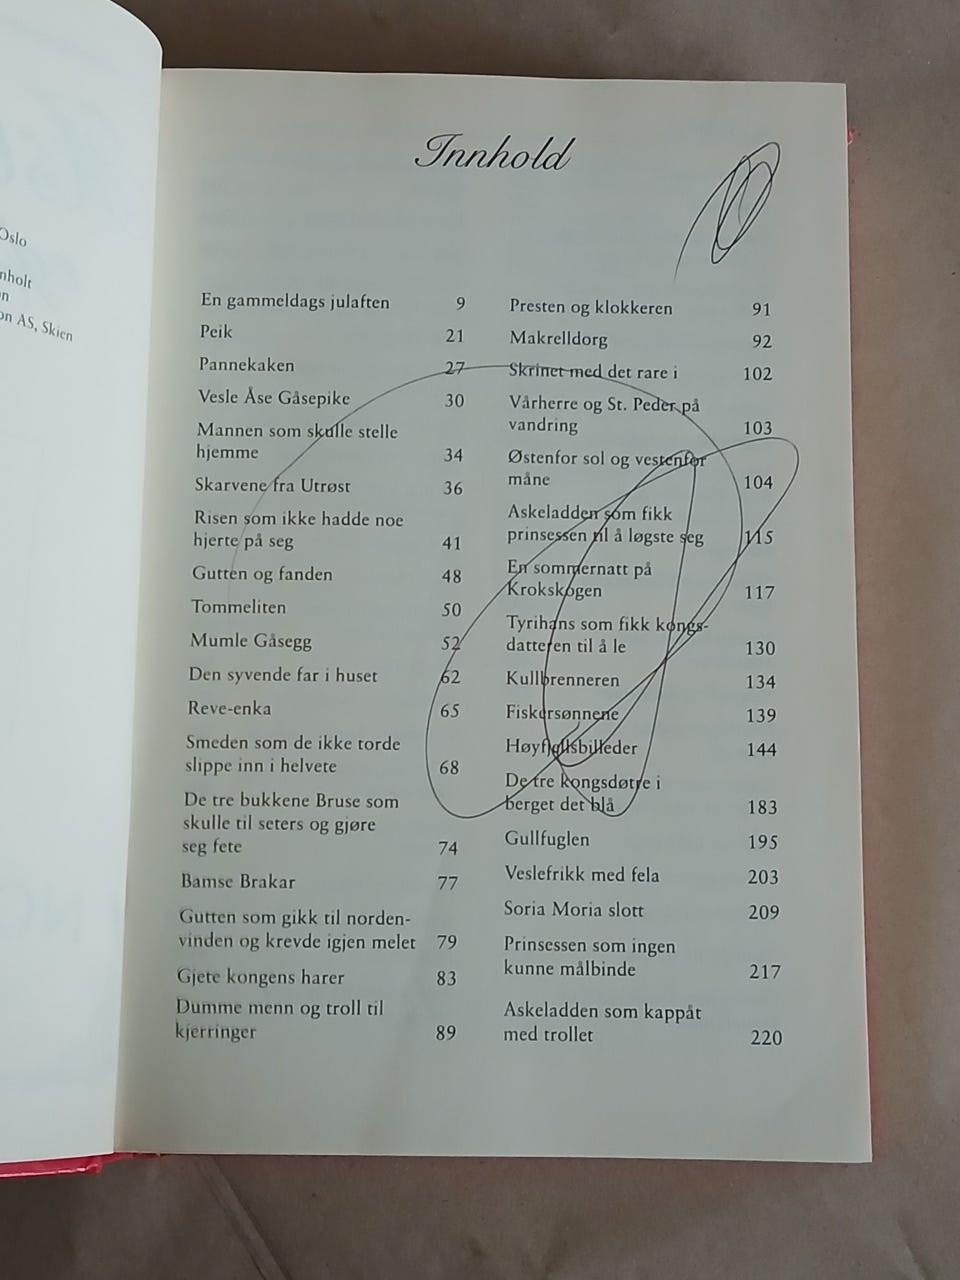 Oslo
on AS, Skien
Innhold
En gammeldags julaften 9
Peik 21
Pannekaken 27
Vesle Åse Gåsepike 30
Mannen som skulle stelle
hjemme 34
Skarvene fra Utrøst 36
Risen som ikke hadde noe
hjerte på seg 41
Gutten og fanden 48
Tommeliten 50
Mumle Gåsegg 52
Den syvende far i huset 62
Reve-enka 65
Smeden som de ikke torde
slippe inn i helvete 68
De tre bukkene Bruse som
skulle til seters og gjøre
seg fete 74
Bamse Brakar 77
Gutten som gikk til norden-
vinden og krevde igjen melet 79
Gjete kongens harer 83
Dumme menn og troll til
kjerringer 89
Presten og klokkeren 91
Makrelldorg 92
Skrinet med det rare i 102
Vårherre og St. Peder på
vandring 103
Østenfor sol og vestenfor
måne 104
Askeladden som fikk
prinsessen til å løgste seg 115
En sommernatt på
Krokskogen 117
Tyrihans som fikk kongs-
datteren til å le 130
Kullbrenneren 134
Fiskersønnene 139
Høyfjellsbilleder 144
De tre kongsdøtre i
berget det blå 183
Gullfuglen 195
Veslefrikk med fela 203
Soria Moria slott 209
Prinsessen som ingen
kunne målbinde 217
Askeladden som kappåt
med trollet 220